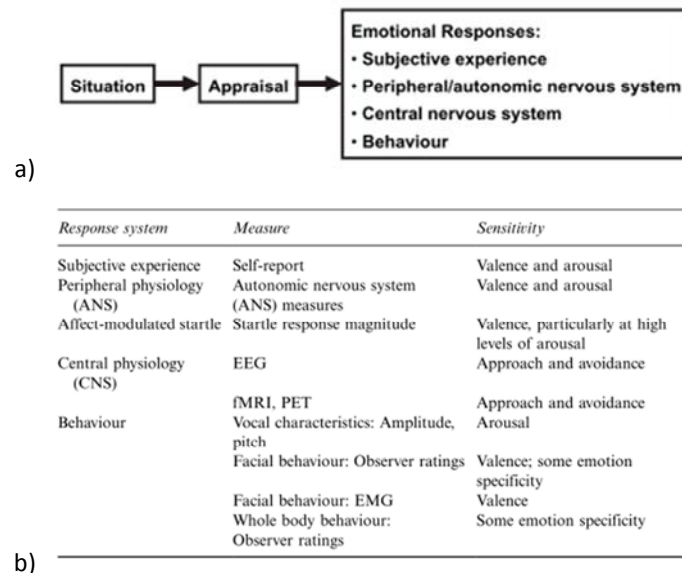 Situation
Appraisal
Emotional Responses:
• Subjective experience
• Peripheral/autonomic nervous system
• Central nervous system
• Behaviour
a)
Response system Measure Sensitivity
Subjective experience Self-report Valence and arousal
Peripheral physiology Autonomic nervous system Valence and arousal
(ANS) (ANS) measures
Affect-modulated startle Startle response magnitude Valence, particularly at high
levels of arousal
Central physiology EEG Approach and avoidance
(CNS)
fMRI, PET Approach and avoidance
Behaviour Vocal characteristics: Amplitude, Arousal
pitch
Facial behaviour: Observer ratings Valence; some emotion
specificity
Facial behaviour: EMG Valence
Whole body behaviour: Some emotion specificity
Observer ratings
b)